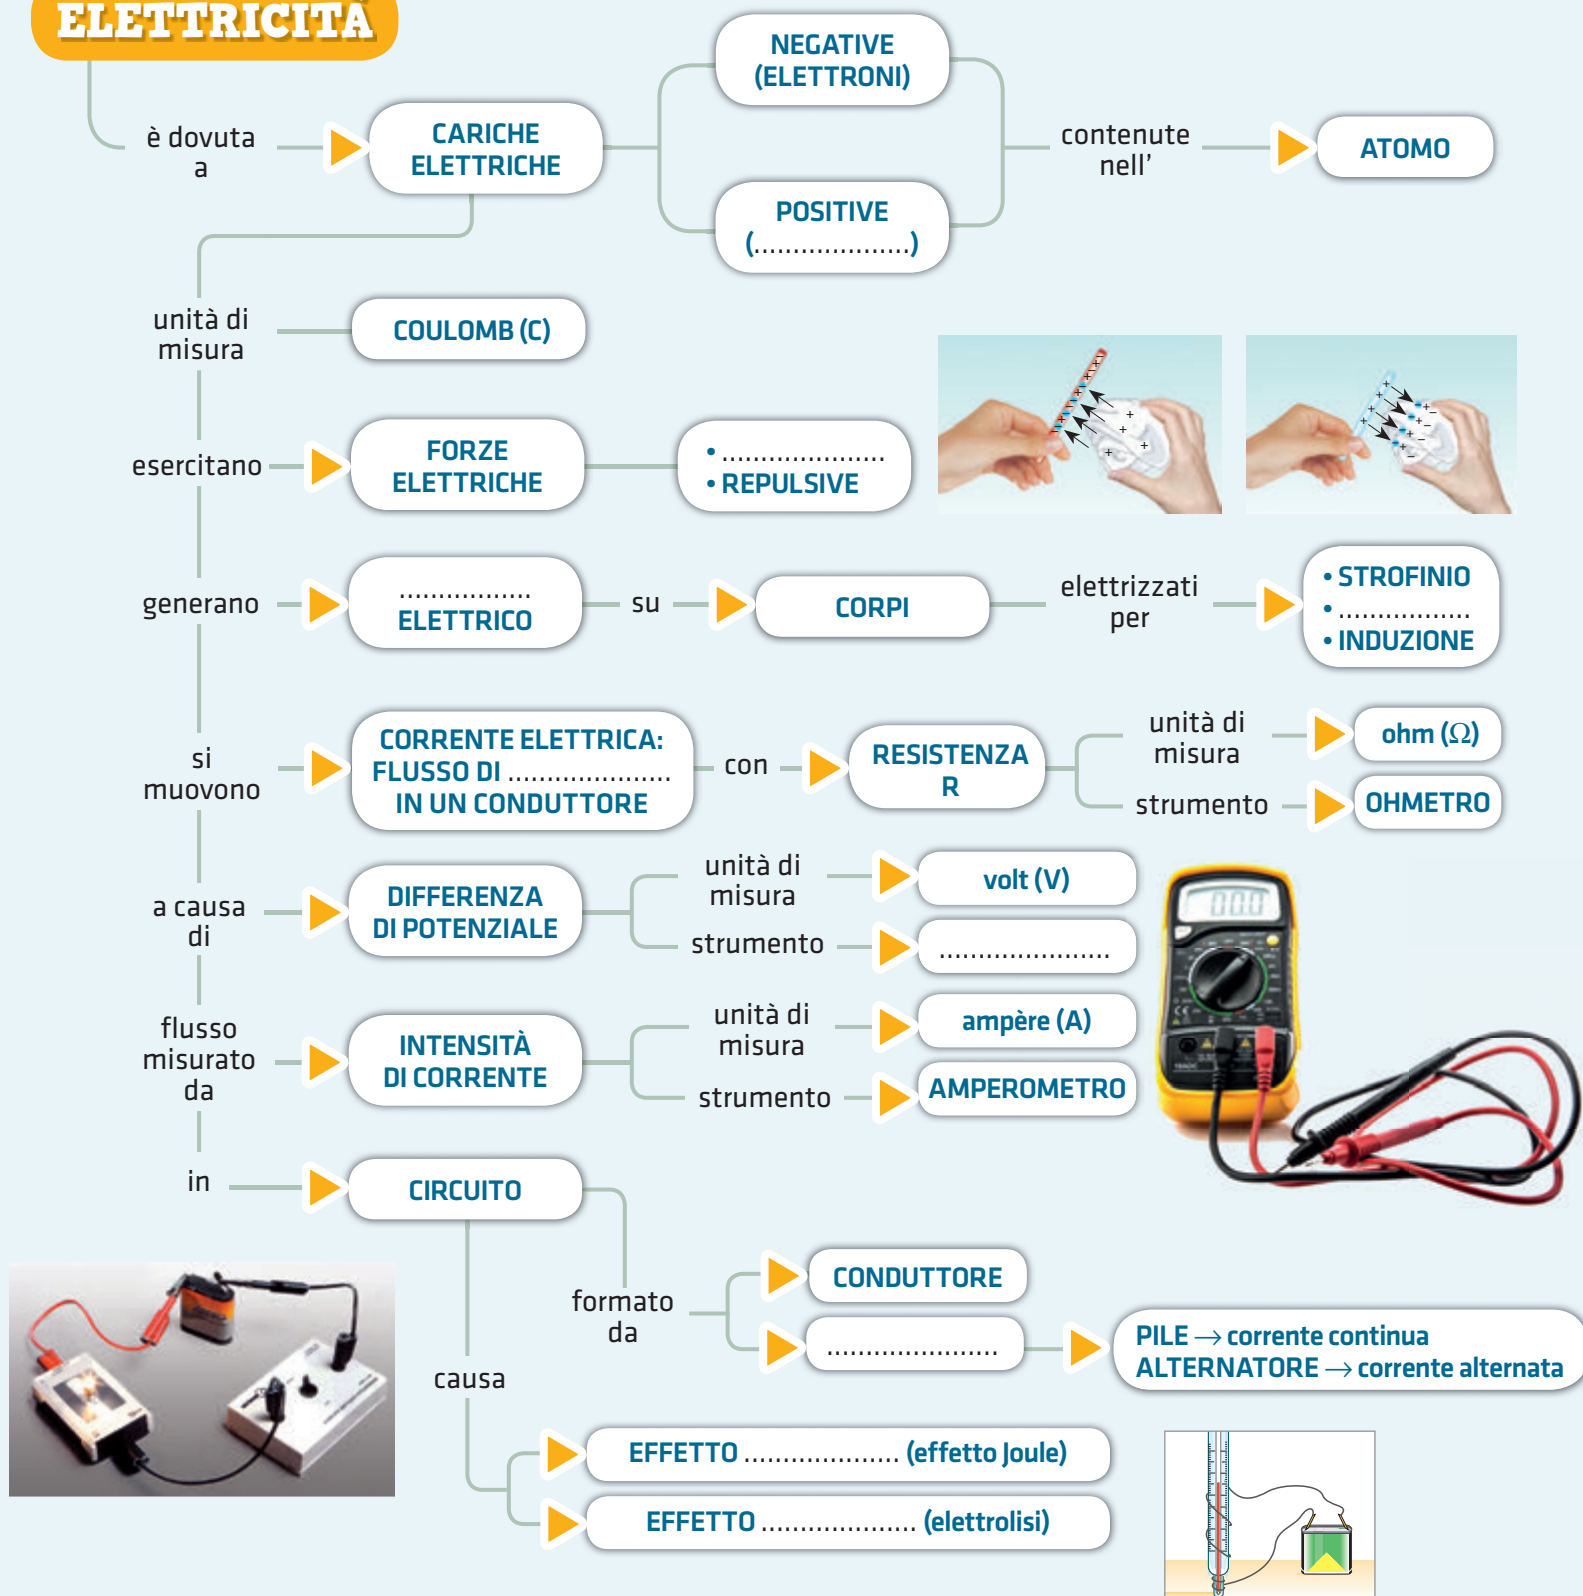 ELETTRICITÀ
è dovuta
a
CARICHE
ELETTRICHE
NEGATIVE
(ELETTRONI)
POSITIVE
(....................)
contenute
nell'
ATOMO
unità di
misura
COULOMB (C)
esercitano
FORZE
ELETTRICHE
• .....................
• REPULSIVE
generano
.................
ELETTRICO
su
CORPI
elettrizzati
per
• STROFINIO
• .................
• INDUZIONE
si
muovono
CORRENTE ELETTRICA:
FLUSSO DI .....................
IN UN CONDUTTORE
con
RESISTENZA
R
unità di
misura
ohm (Ω)
strumento
OHMETRO
a causa
di
DIFFERENZA
DI POTENZIALE
unità di
misura
volt (V)
strumento
......................
flusso
misurato
da
INTENSITÀ
DI CORRENTE
unità di
misura
ampère (A)
strumento
AMPEROMETRO
00.0
in
CIRCUITO
formato
da
CONDUTTORE
......................
PILE → corrente continua
ALTERNATORE → corrente alternata
causa
EFFETTO .................... (effetto Joule)
EFFETTO .................... (elettrolisi)